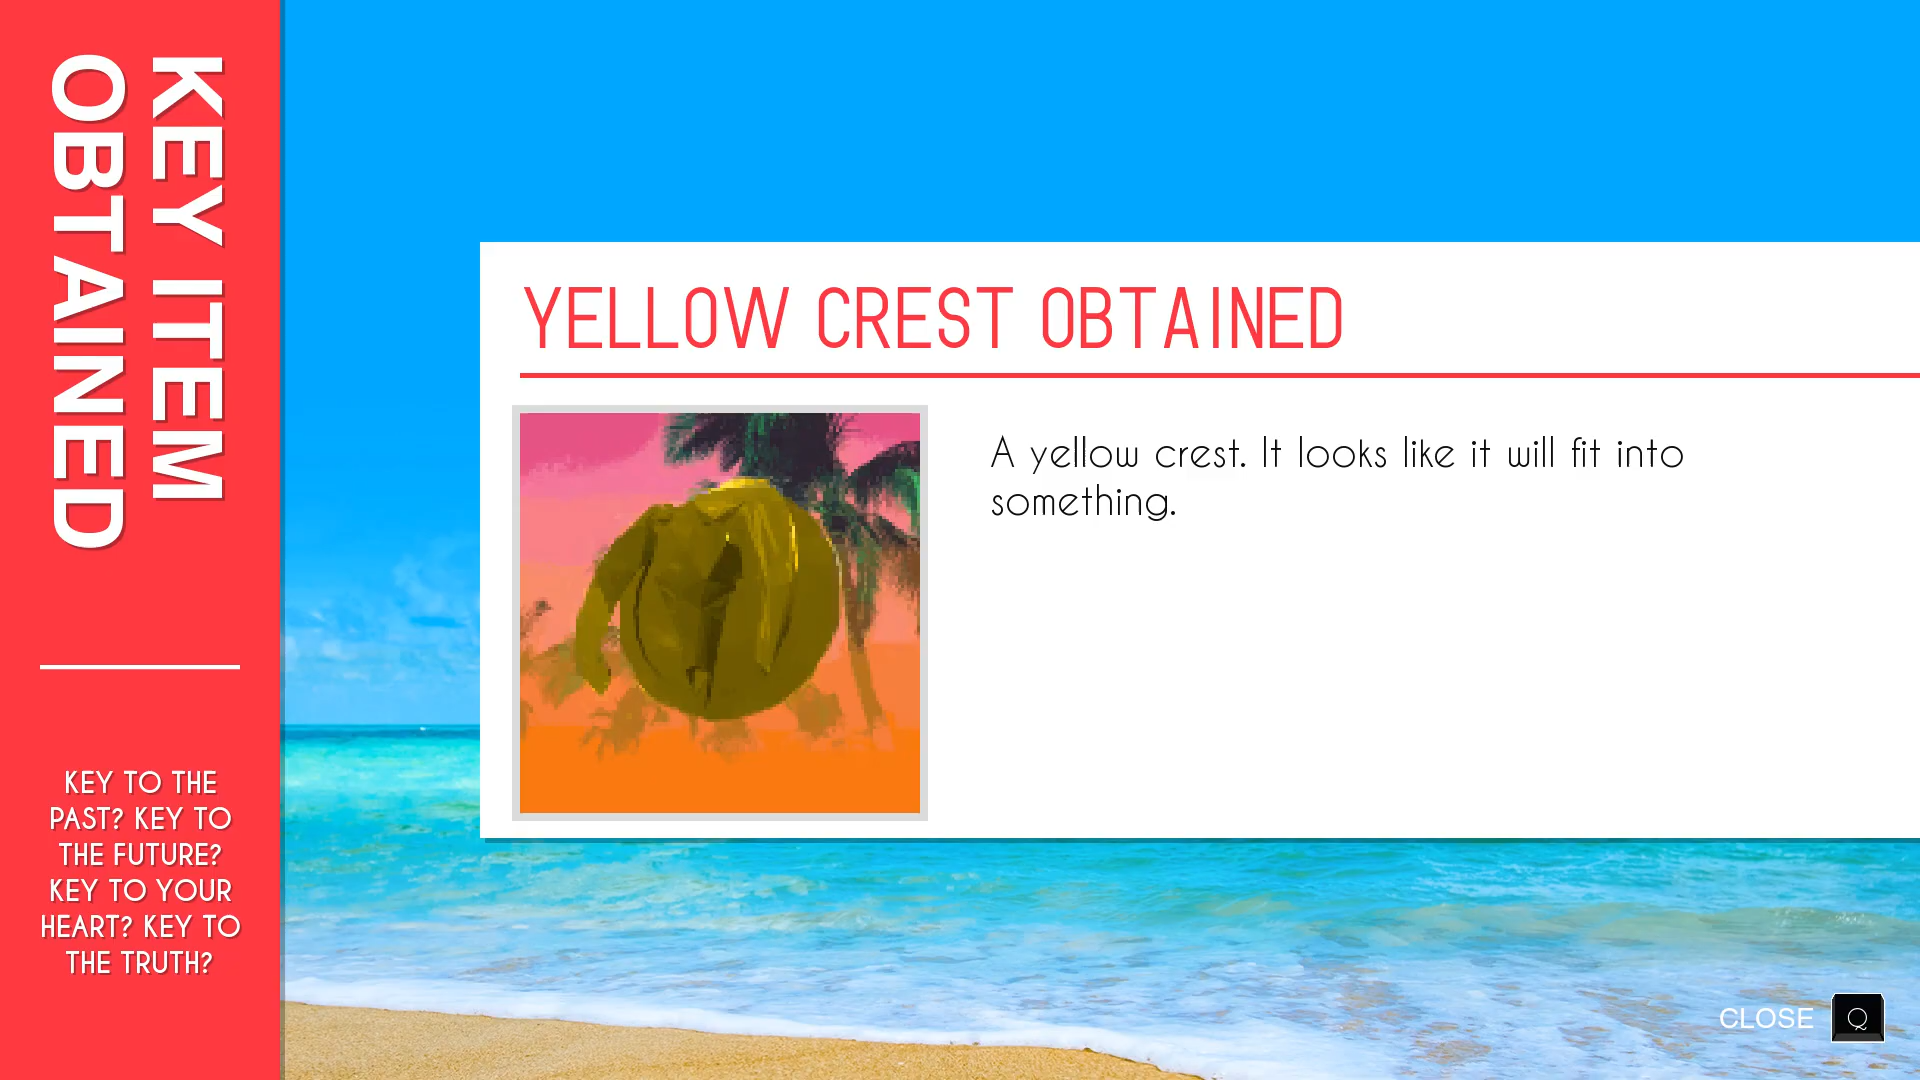 KEY ITEM
OBTAINED
KEY TO THE
PAST? KEY TO
THE FUTURE?
KEY TO YOUR
HEART? KEY TO
THE TRUTH?
YELLOW CREST OBTAINED
A yellow crest. It looks like it will fit into
something.
CLOSE Q